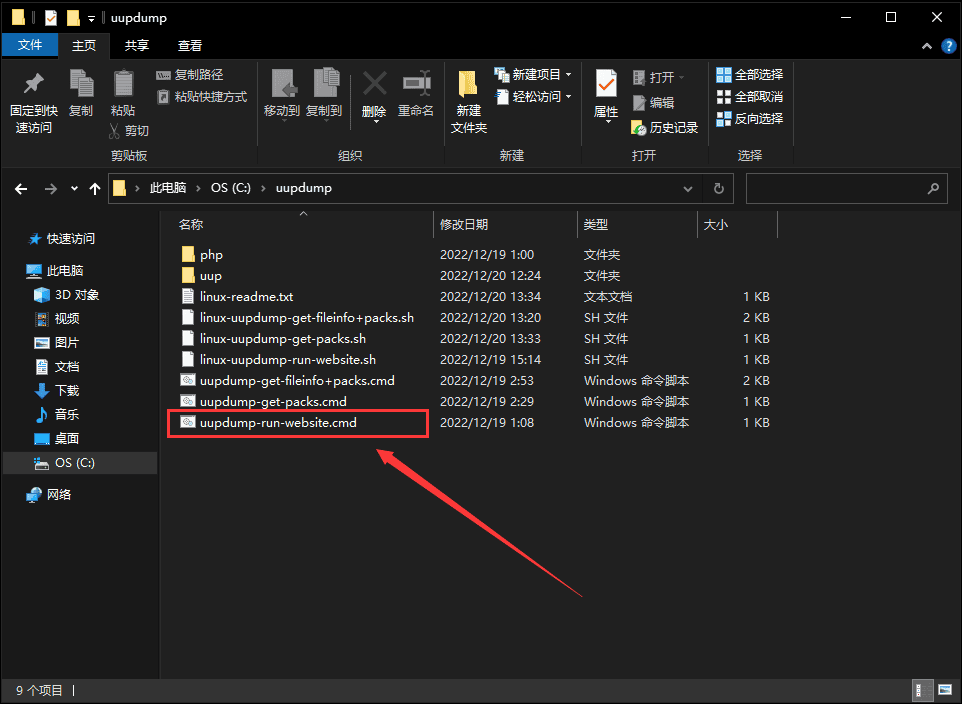 uupdump
文件 主页 共享 查看
固定到快速访问
复制
粘贴
复制路径
粘贴快捷方式
剪切
剪贴板
移动到
复制到
删除
重命名
组织
新建文件夹
新建项目
轻松访问
新建
属性
打开
编辑
历史记录
打开
全部选择
全部取消
反向选择
选择
此电脑 › OS (C:) › uupdump
快速访问
此电脑
3D 对象
视频
图片
文档
下载
音乐
桌面
OS (C:)
网络
名称 修改日期 类型 大小
php 2022/12/19 1:00 文件夹
uup 2022/12/20 12:24 文件夹
linux-readme.txt 2022/12/20 13:34 文本文档 1 KB
linux-uupdump-get-fileinfo+packs.sh 2022/12/20 13:20 SH 文件 2 KB
linux-uupdump-get-packs.sh 2022/12/20 13:33 SH 文件 1 KB
linux-uupdump-run-website.sh 2022/12/19 15:14 SH 文件 1 KB
uupdump-get-fileinfo+packs.cmd 2022/12/19 2:53 Windows 命令脚本 2 KB
uupdump-get-packs.cmd 2022/12/19 2:29 Windows 命令脚本 1 KB
uupdump-run-website.cmd 2022/12/19 1:08 Windows 命令脚本 1 KB
9 个项目